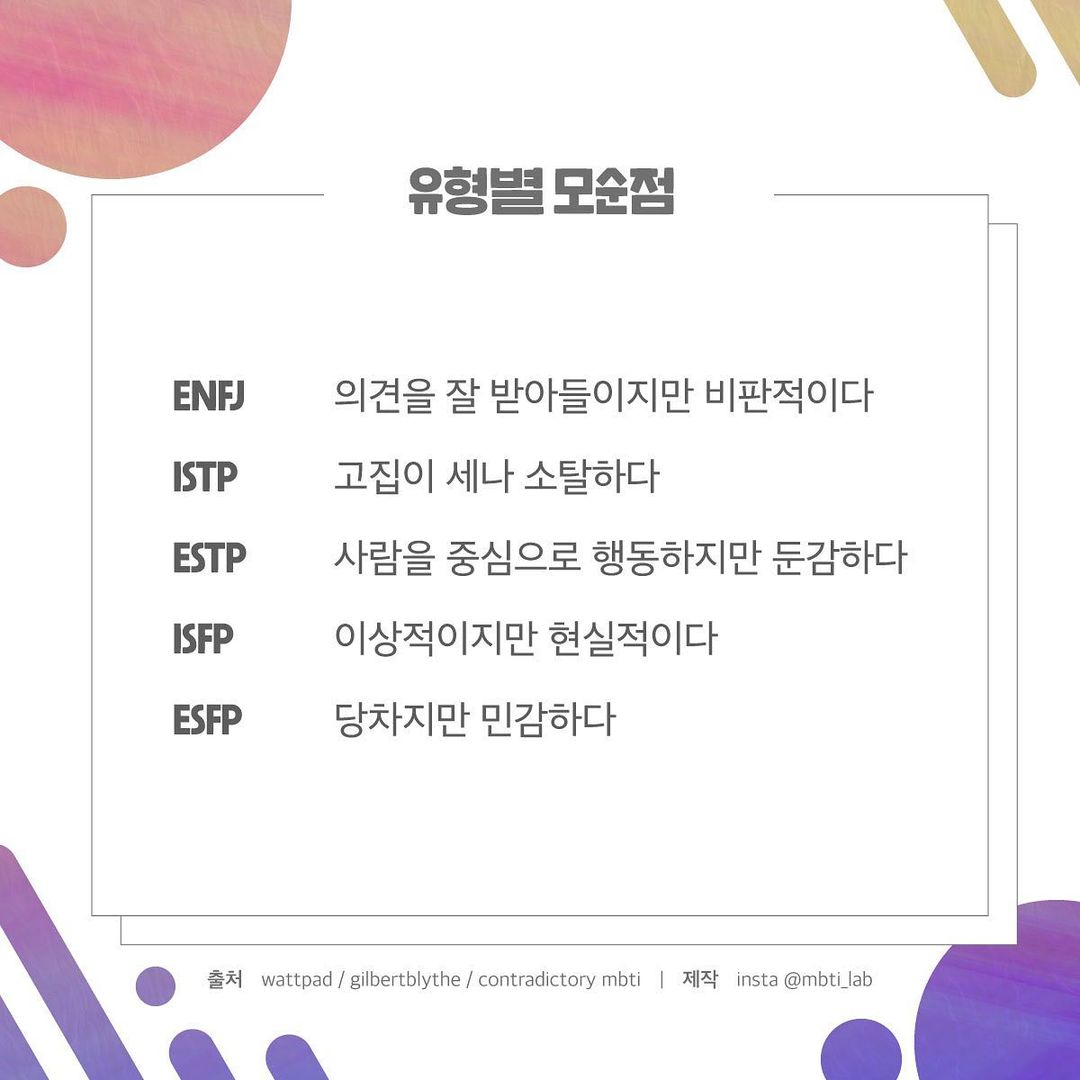 유형별 모순점
ENFJ 의견을 잘 받아들이지만 비판적이다
ISTP 고집이 세나 소탈하다
ESTP 사람을 중심으로 행동하지만 둔감하다
ISFP 이상적이지만 현실적이다
ESFP 당차지만 민감하다
출처 wattpad / gilbertblythe / contradictory mbti | 제작 insta @mbti_lab